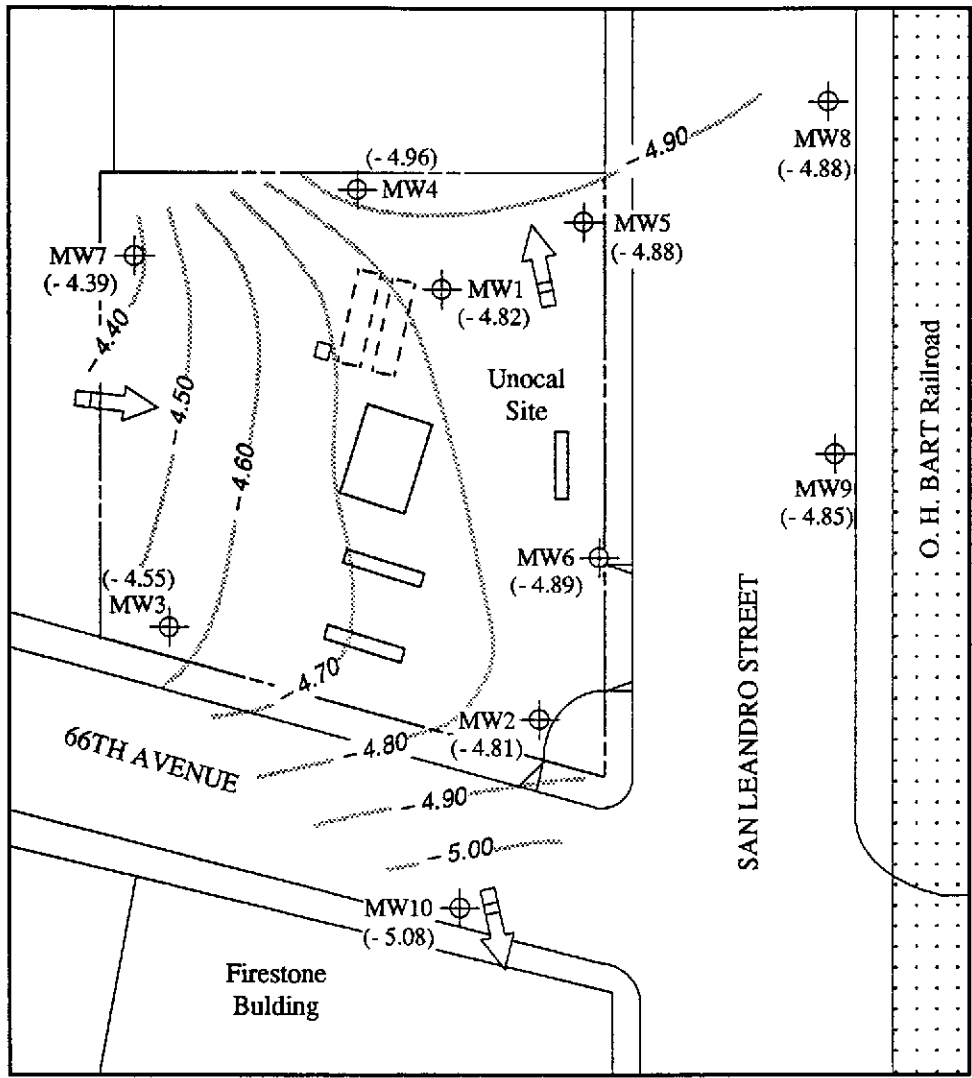 MW8
(- 4.88)
- 4.90
(- 4.96)
MW4
MW5
(- 4.88)
MW7
(- 4.39)
MW1
(- 4.82)
- 4.40
- 4.50
- 4.60
Unocal
Site
O. H. BART Railroad
MW9
(- 4.85)
MW6
(- 4.89)
(- 4.55)
MW3
SAN LEANDRO STREET
- 4.70
MW2
(- 4.81)
66TH AVENUE
- 4.80
- 4.90
- 5.00
MW10
(- 5.08)
Firestone
Bulding